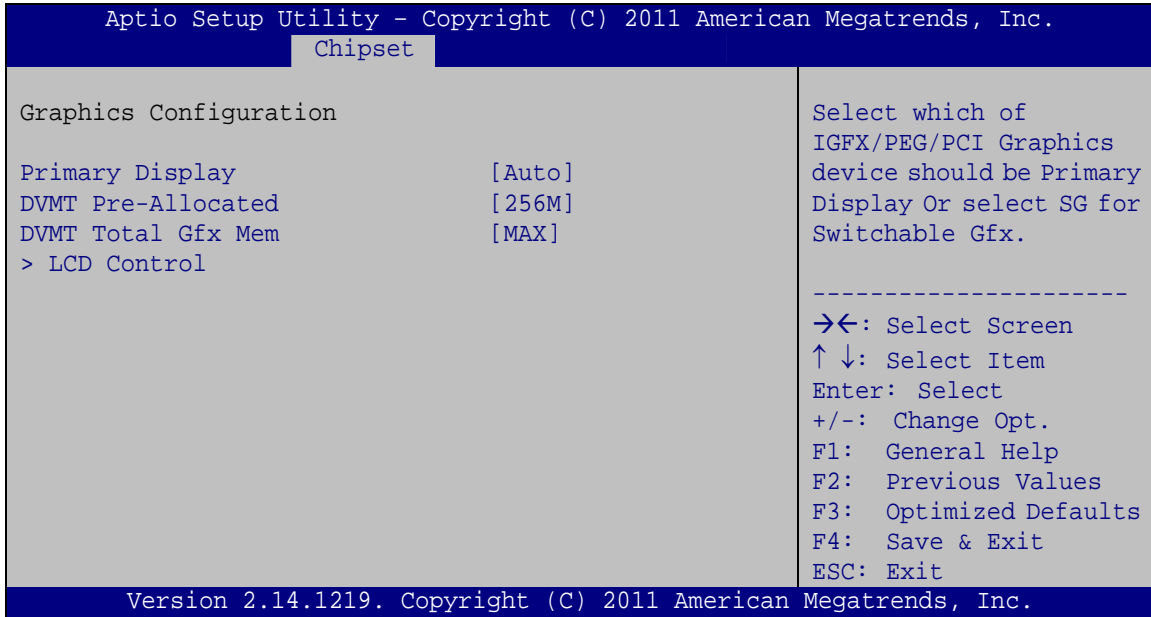 Aptio Setup Utility – Copyright (C) 2011 American Megatrends, Inc.
Chipset
Graphics Configuration
Primary Display [Auto]
DVMT Pre-Allocated [256M]
DVMT Total Gfx Mem [MAX]
> LCD Control
Select which of
IGFX/PEG/PCI Graphics
device should be Primary
Display Or select SG for
Switchable Gfx.
----------------------
→←: Select Screen
↑ ↓: Select Item
Enter: Select
+/-: Change Opt.
F1: General Help
F2: Previous Values
F3: Optimized Defaults
F4: Save & Exit
ESC: Exit
Version 2.14.1219. Copyright (C) 2011 American Megatrends, Inc.